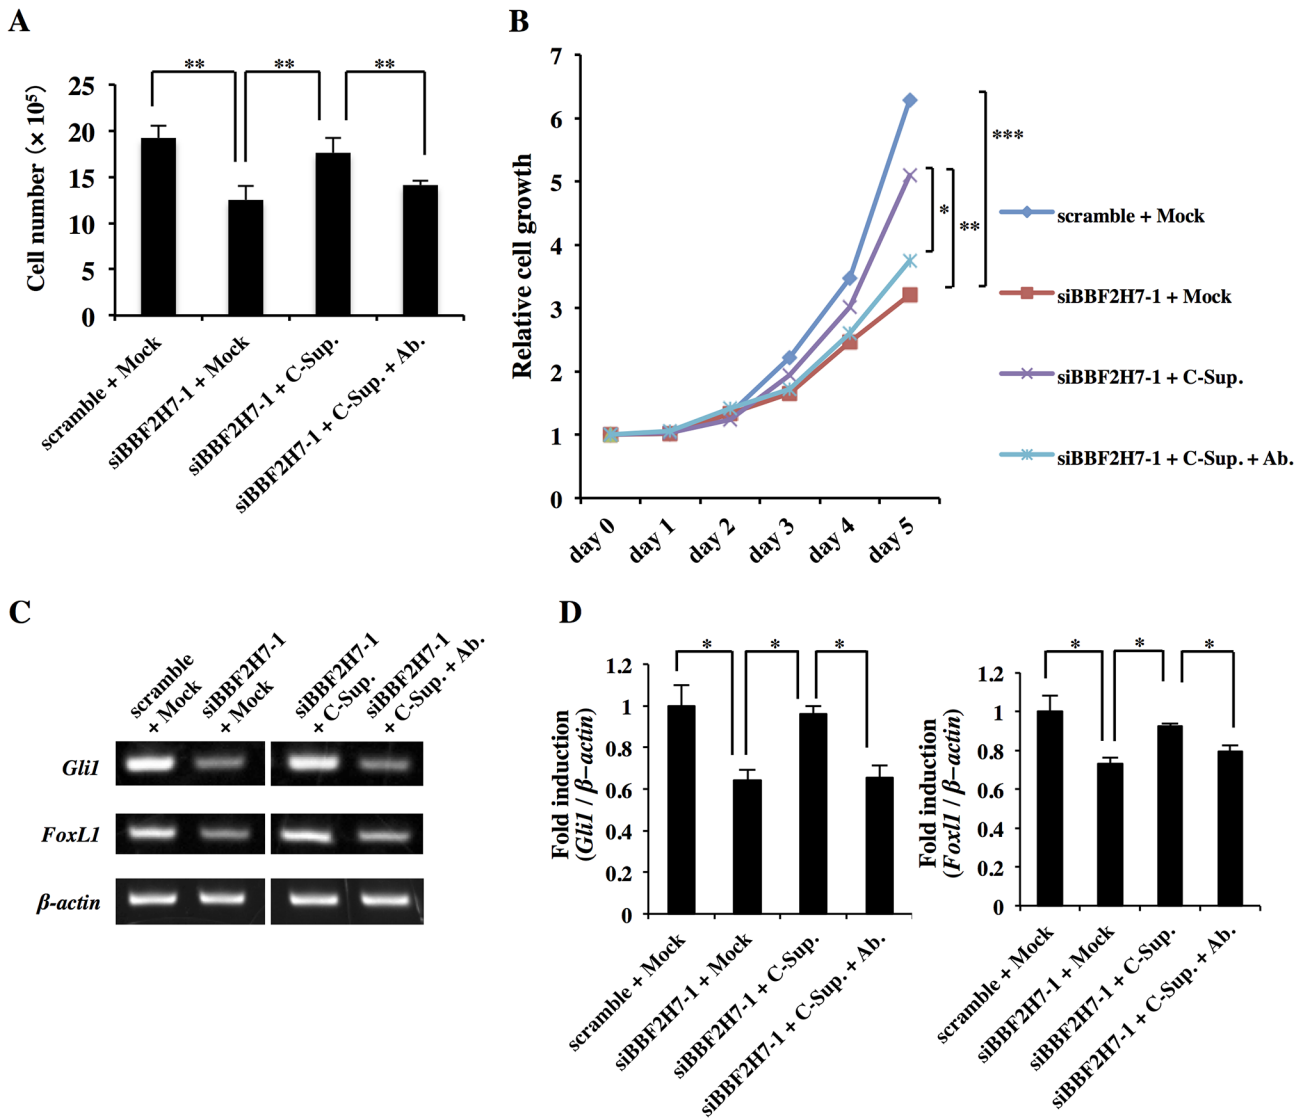 A
Cell number (× 10⁵)
25
20
15
10
5
0
**
**
**
scramble + Mock
siBBF2H7-1 + Mock
siBBF2H7-1 + C-Sup.
siBBF2H7-1 + C-Sup. + Ab.
B
Relative cell growth
7
6
5
4
3
2
1
0
day 0
day 1
day 2
day 3
day 4
day 5
*
**
***
scramble + Mock
siBBF2H7-1 + Mock
siBBF2H7-1 + C-Sup.
siBBF2H7-1 + C-Sup. + Ab.
C
scramble
+ Mock
siBBF2H7-1
+ Mock
siBBF2H7-1
+ C-Sup.
siBBF2H7-1
+ C-Sup. + Ab.
Gli1
FoxL1
β-actin
D
Fold induction
(Gli1 / β−actin)
1.2
1
0.8
0.6
0.4
0.2
0
*
*
*
scramble + Mock
siBBF2H7-1 + Mock
siBBF2H7-1 + C-Sup.
siBBF2H7-1 + C-Sup. + Ab.
Fold induction
(Foxl1 / β−actin)
1.2
1
0.8
0.6
0.4
0.2
0
*
*
*
scramble + Mock
siBBF2H7-1 + Mock
siBBF2H7-1 + C-Sup.
siBBF2H7-1 + C-Sup. + Ab.